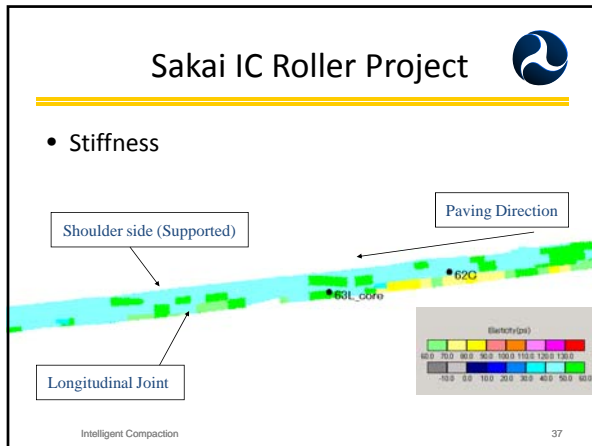 Sakai IC Roller Project
• Stiffness
Paving Direction
Shoulder side (Supported)
62C
63L_core
Longitudinal Joint
Elasticity(psi)
60.0 70.0 80.0 90.0 100.0 110.0 120.0 130.0
-10.0 0.0 10.0 20.0 30.0 40.0 50.0 60.0
Intelligent Compaction
37